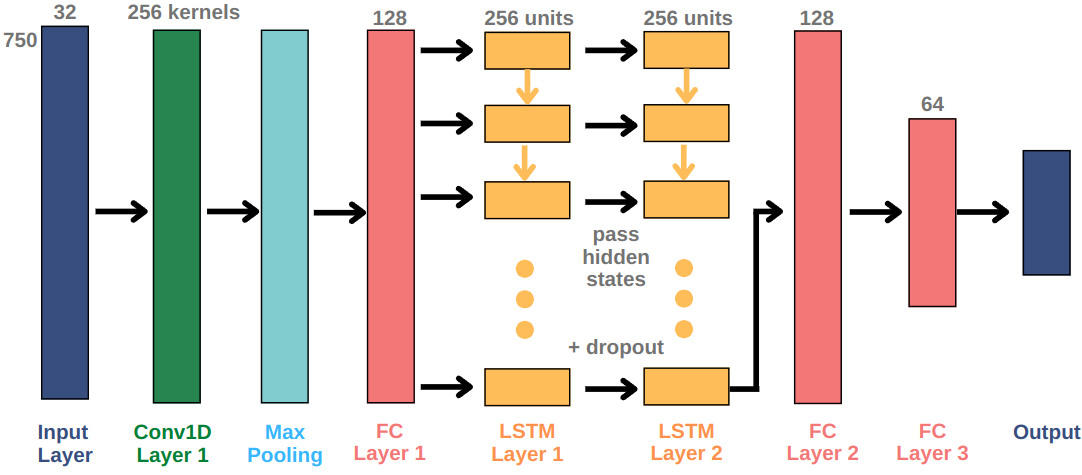 32
256 kernels
128
256 units
256 units
128
750
64
pass
hidden
states
+ dropout
Input
Layer
Conv1D
Layer 1
Max
Pooling
FC
Layer 1
LSTM
Layer 1
LSTM
Layer 2
FC
Layer 2
FC
Layer 3
Output